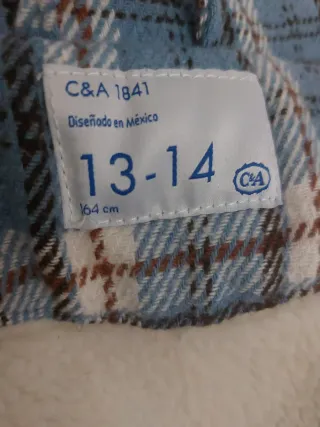 C&A 1841
Diseñado en México
13-14
C&A
164 cm